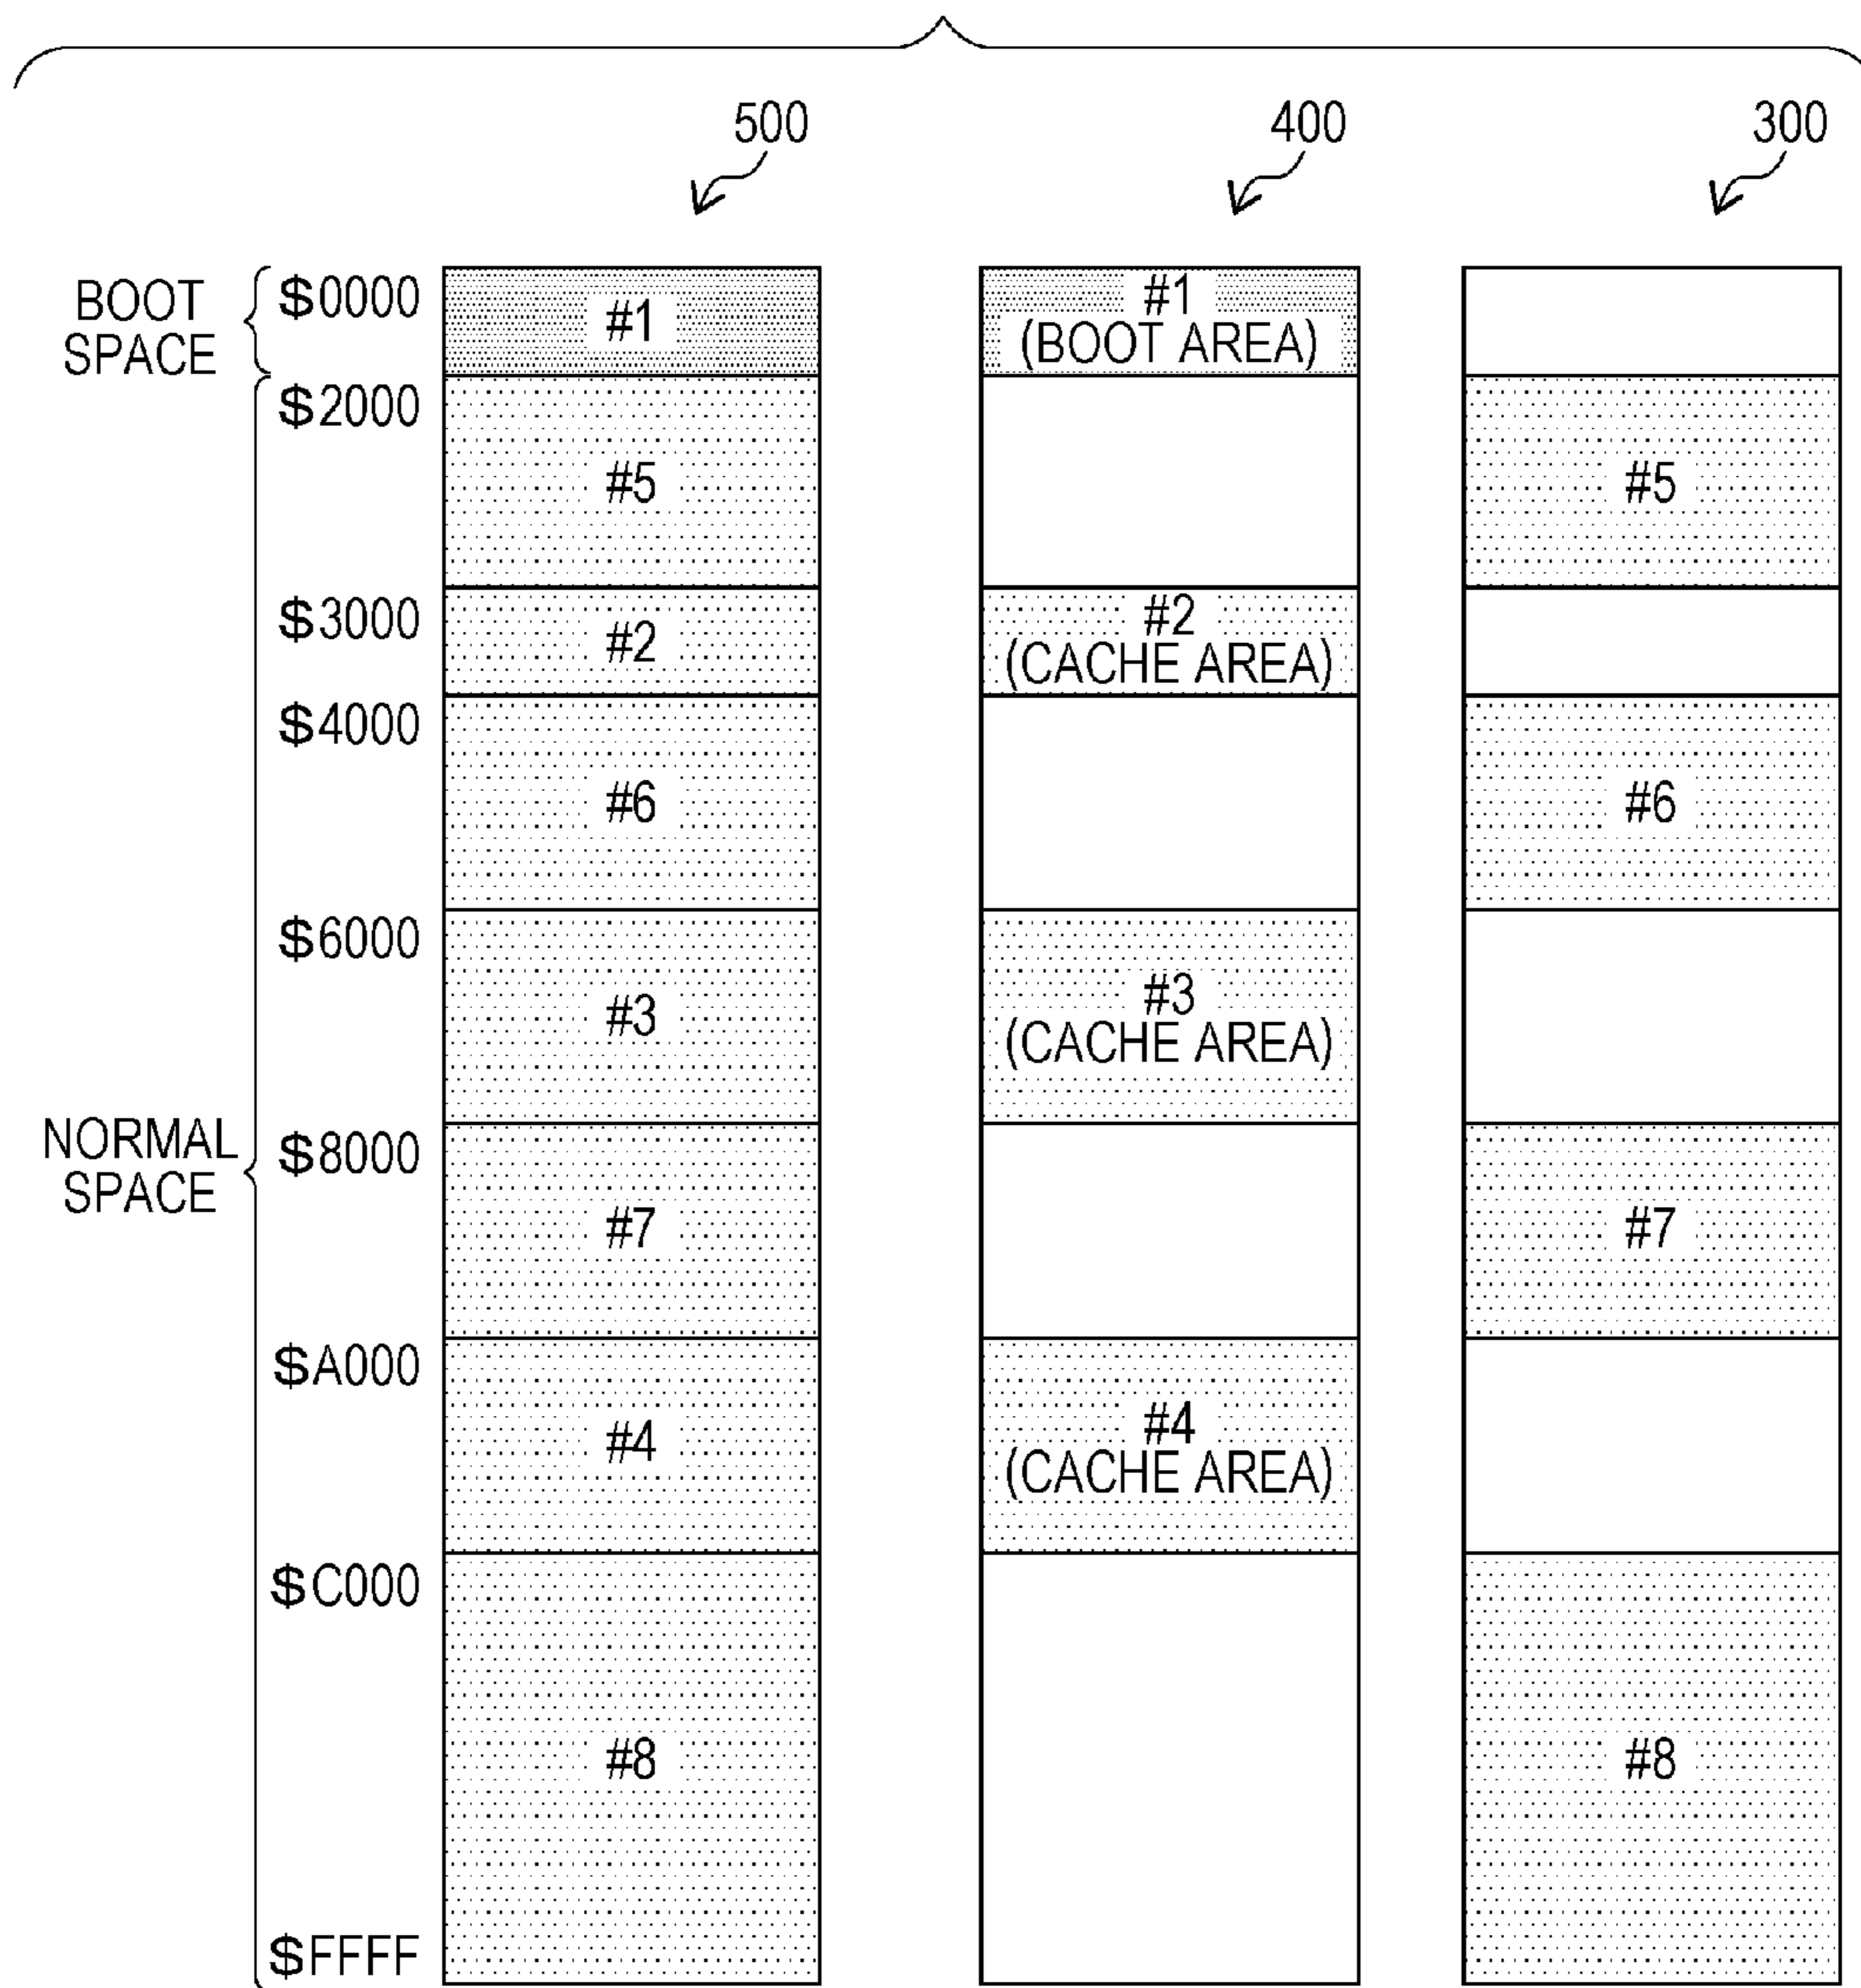 500 400 300
BOOT
SPACE
$0000
#1
#1
(BOOT AREA)
$2000
#5
#5
$3000
#2
#2
(CACHE AREA)
$4000
#6
#6
$6000
#3
#3
(CACHE AREA)
NORMAL
SPACE
$8000
#7
#7
$A000
#4
#4
(CACHE AREA)
$C000
#8
#8
$FFFF